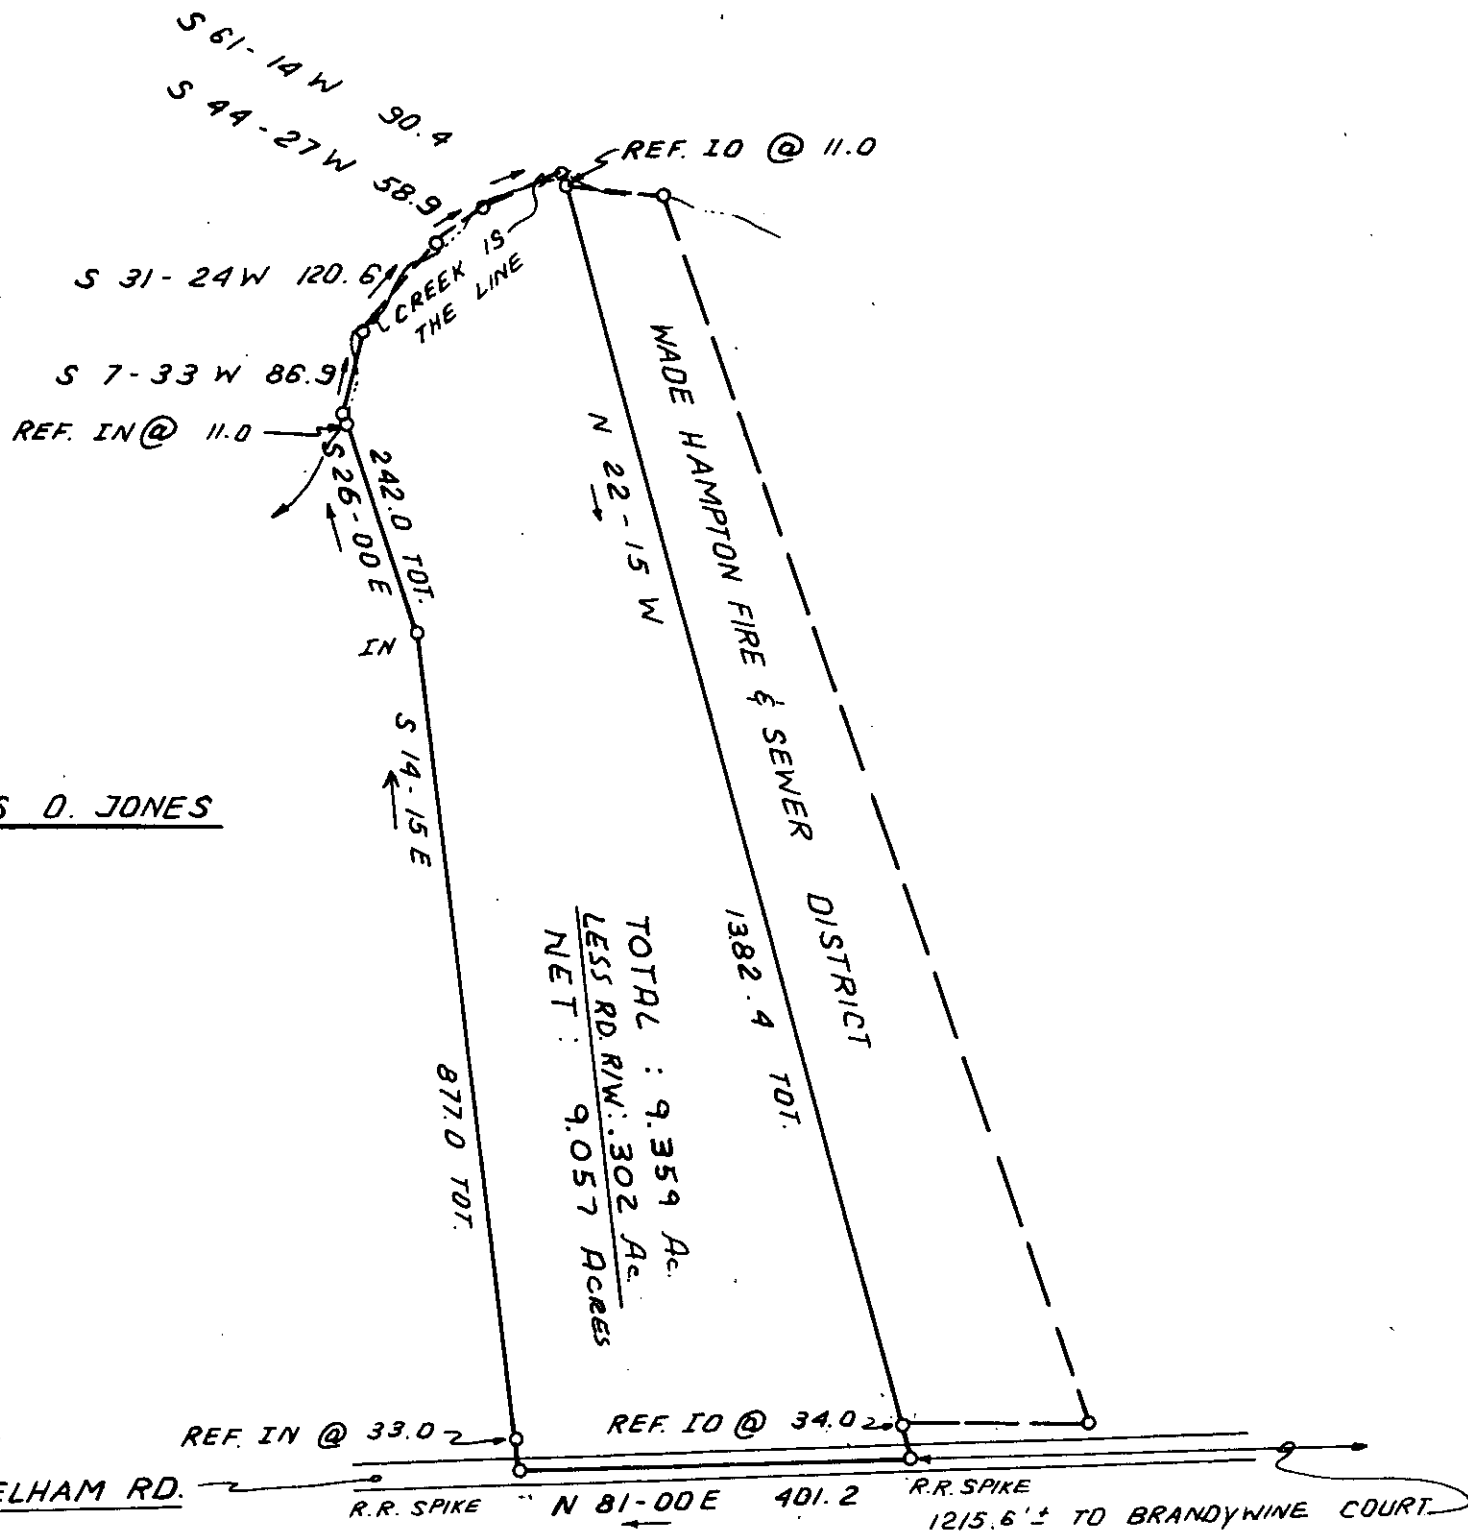 S 61-14 W 90.4
S 44-27 W 58.9
REF. IO @ 11.0
S 31-24 W 120.6
CREEK IS
THE LINE
S 7-33 W 86.9
REF. IN @ 11.0
242.0 TOT.
S 26-00 E
IN
N 22-15 W
1382.4 TOT.
WADE HAMPTON FIRE & SEWER DISTRICT
S 14-15 E
877.0 TOT.
S O. JONES
TOTAL : 9.359 Ac.
LESS RD. R/W: .302 Ac.
NET : 9.057 ACRES
REF. IN @ 33.0
REF. IO @ 34.0
ELHAM RD.
R.R. SPIKE
N 81-00 E 401.2
R.R. SPIKE
1215.6'± TO BRANDYWINE COURT